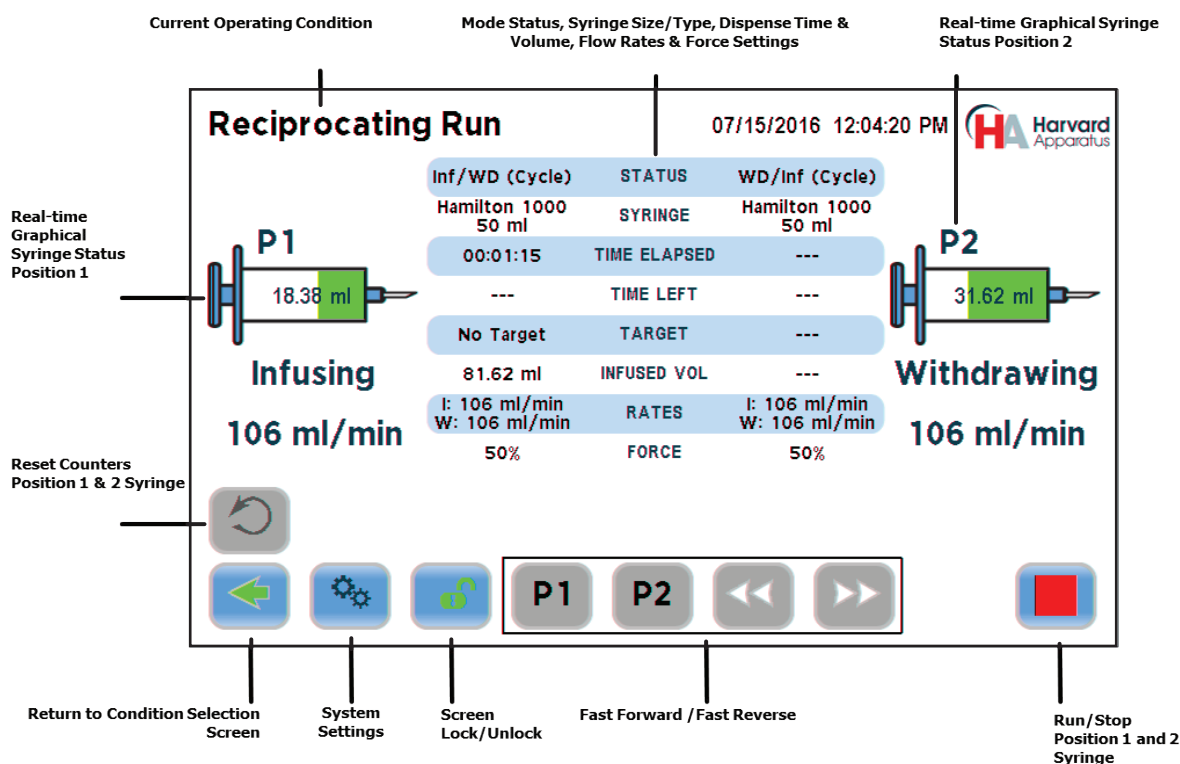 Current Operating Condition
Mode Status, Syringe Size/Type, Dispense Time &
Volume, Flow Rates & Force Settings
Real-time Graphical Syringe
Status Position 2
Reciprocating Run
07/15/2016 12:04:20 PM
HA Harvard
Apparatus
Inf/WD (Cycle) STATUS WD/Inf (Cycle)
Hamilton 1000
50 ml
SYRINGE
Hamilton 1000
50 ml
00:01:15 TIME ELAPSED ---
--- TIME LEFT ---
No Target TARGET ---
81.62 ml INFUSED VOL ---
I: 106 ml/min
W: 106 ml/min
RATES
I: 106 ml/min
W: 106 ml/min
50% FORCE 50%
Real-time
Graphical
Syringe Status
Position 1
P1
18.38 ml
Infusing
106 ml/min
P2
31.62 ml
Withdrawing
106 ml/min
Reset Counters
Position 1 & 2 Syringe
P1
P2
Return to Condition Selection
Screen
System
Settings
Screen
Lock/Unlock
Fast Forward /Fast Reverse
Run/Stop
Position 1 and 2
Syringe